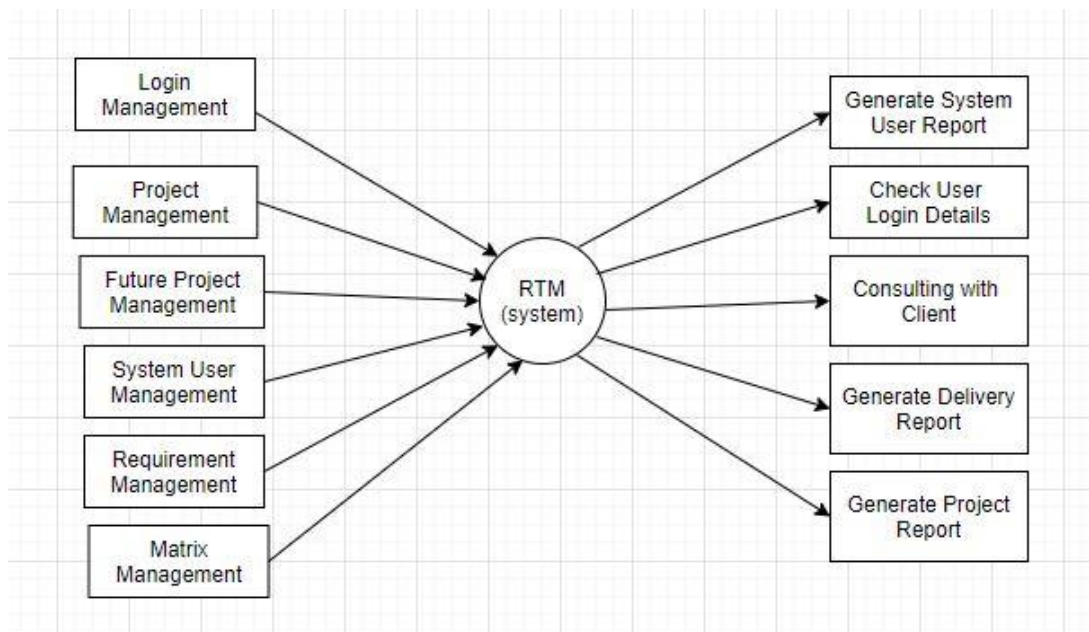 Login
Management
Project
Management
Future Project
Management
System User
Management
Requirement
Management
Matrix
Management
RTM
(system)
Generate System
User Report
Check User
Login Details
Consulting with
Client
Generate Delivery
Report
Generate Project
Report